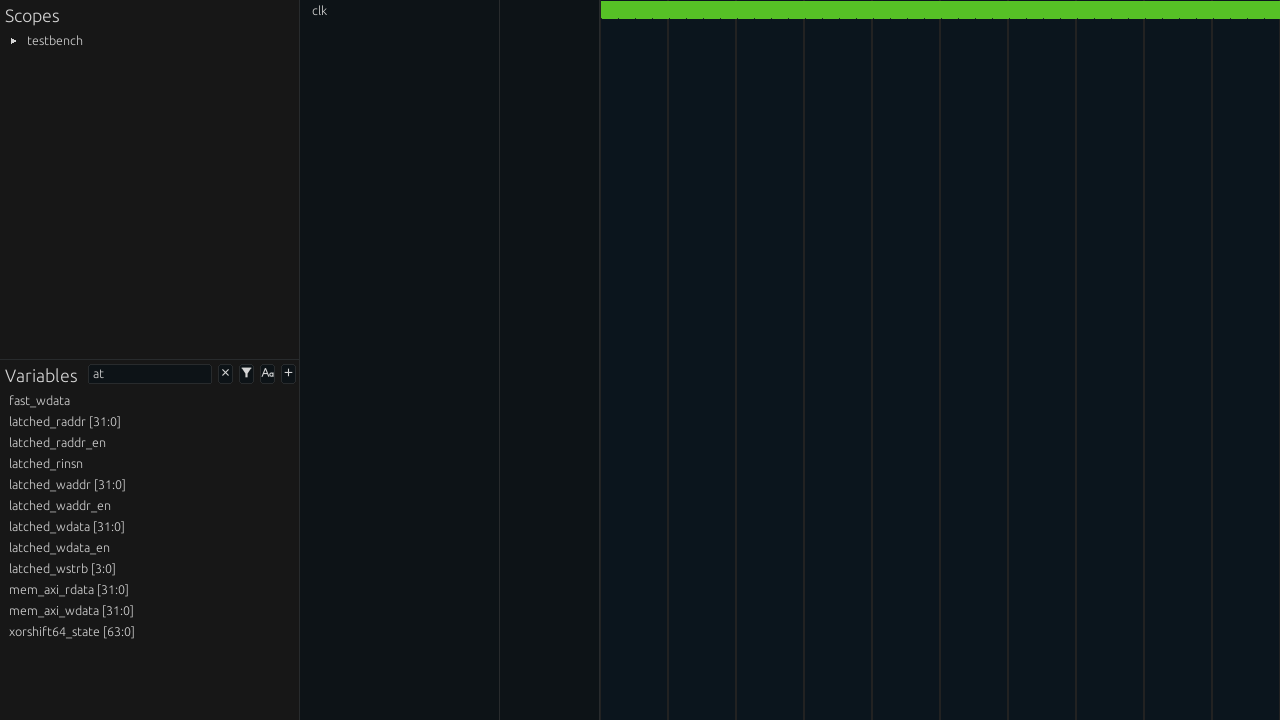 Scopes
testbench
clk
Variables at × Aa +
fast_wdata
latched_raddr [31:0]
latched_raddr_en
latched_rinsn
latched_waddr [31:0]
latched_waddr_en
latched_wdata [31:0]
latched_wdata_en
latched_wstrb [3:0]
mem_axi_rdata [31:0]
mem_axi_wdata [31:0]
xorshift64_state [63:0]